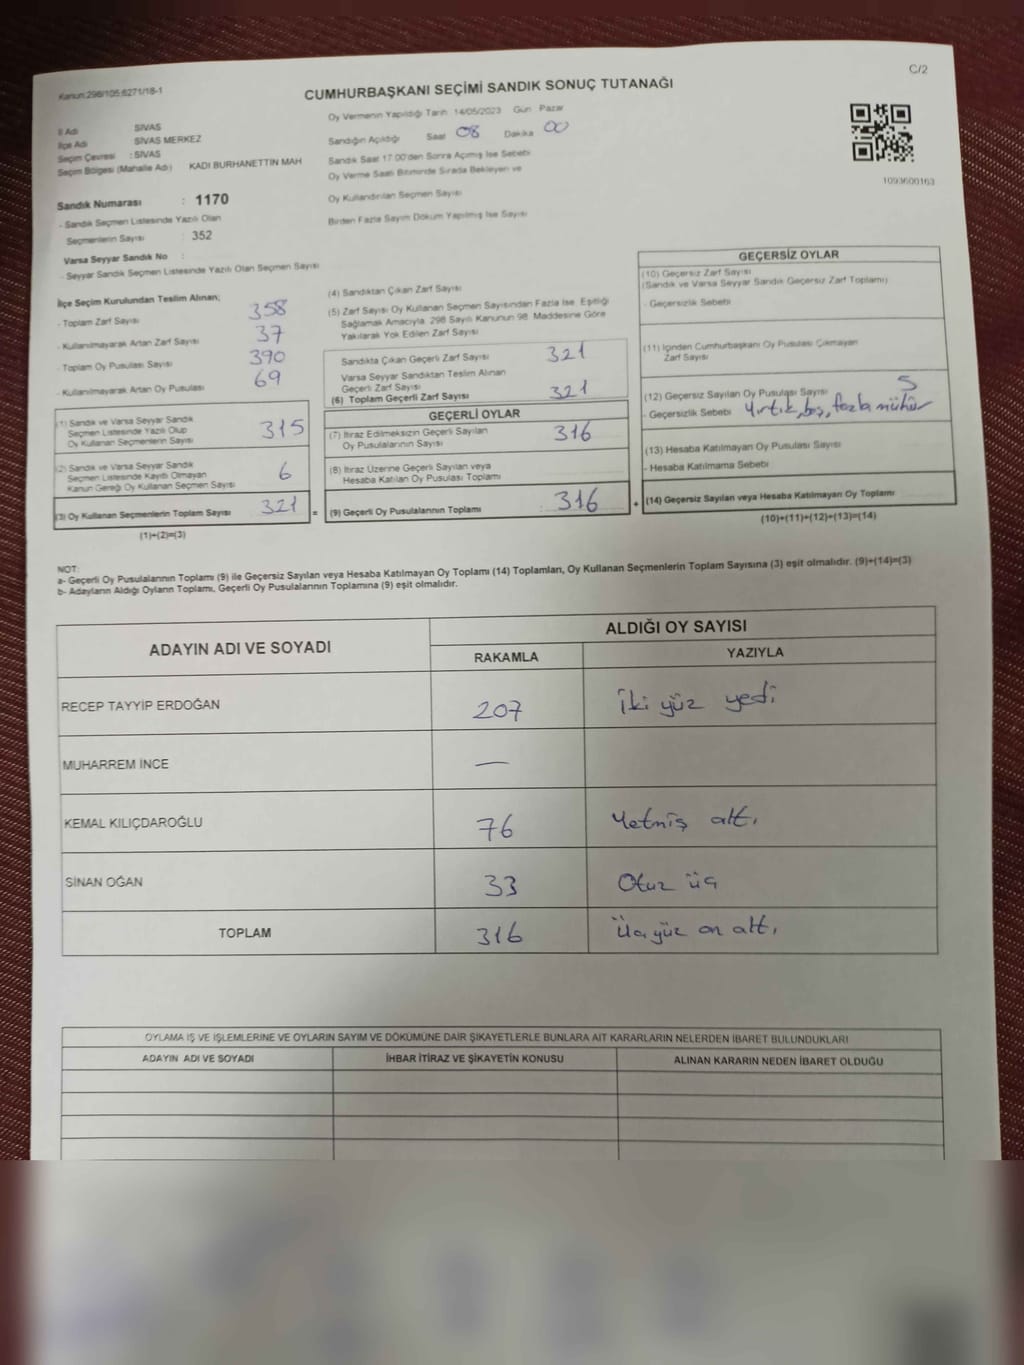 Kanun:298/105,6271/18-1
C/2
CUMHURBAŞKANI SEÇİMİ SANDIK SONUÇ TUTANAĞI
İl Adı SİVAS
İlçe Adı SİVAS MERKEZ
Seçim Çevresi : SİVAS
Seçim Bölgesi (Mahalle Adı) KADI BURHANETTIN MAH
Sandık Numarası : 1170
- Sandık Seçmen Listesinde Yazılı Olan
Seçmenlerin Sayısı : 352
Varsa Seyyar Sandık No :
- Seyyar Sandık Seçmen Listesinde Yazılı Olan Seçmen Sayısı
Oy Vermenin Yapıldığı Tarih 14/05/2023 Gün Pazar
Sandığın Açıldığı Saat 08 Dakika 00
Sandık Saat 17.00'den Sonra Açılmış İse Sebebi
Oy Verme Saati Bitiminde Sırada Bekleyen ve
Oy Kullandırılan Seçmen Sayısı
Birden Fazla Sayım Döküm Yapılmış İse Sayısı
1093600163
İlçe Seçim Kurulundan Teslim Alınan;
- Toplam Zarf Sayısı 358
- Kullanılmayarak Artan Zarf Sayısı 37
- Toplam Oy Pusulası Sayısı 390
- Kullanılmayarak Artan Oy Pusulası 69
(1) Sandık ve Varsa Seyyar Sandık
Seçmen Listesinde Yazılı Olup
Oy Kullanan Seçmenlerin Sayısı 315
(2) Sandık ve Varsa Seyyar Sandık
Seçmen Listesinde Kayıtlı Olmayan
Kanun Gereği Oy Kullanan Seçmen Sayısı 6
(3) Oy Kullanan Seçmenlerin Toplam Sayısı 321 =
(1)+(2)=(3)
(4) Sandıktan Çıkan Zarf Sayısı
(5) Zarf Sayısı Oy Kullanan Seçmen Sayısından Fazla İse, Eşitliği
Sağlamak Amacıyla, 298 Sayılı Kanunun 98. Maddesine Göre
Yakılarak Yok Edilen Zarf Sayısı
Sandıkta Çıkan Geçerli Zarf Sayısı 321
Varsa Seyyar Sandıktan Teslim Alınan
Geçerli Zarf Sayısı
(6) Toplam Geçerli Zarf Sayısı 321
GEÇERLİ OYLAR
(7) İtiraz Edilmeksizin Geçerli Sayılan
Oy Pusulalarının Sayısı 316
(8) İtiraz Üzerine Geçerli Sayılan veya
Hesaba Katılan Oy Pusulası Toplamı
(9) Geçerli Oy Pusulalarının Toplamı : 316 +
GEÇERSİZ OYLAR
(10) Geçersiz Zarf Sayısı
(Sandık ve Varsa Seyyar Sandık Geçersiz Zarf Toplamı)
- Geçersizlik Sebebi
(11) İçinden Cumhurbaşkanı Oy Pusulası Çıkmayan
Zarf Sayısı
(12) Geçersiz Sayılan Oy Pusulası Sayısı 5
- Geçersizlik Sebebi Yırtık, boş, fazla mühür
(13) Hesaba Katılmayan Oy Pusulası Sayısı
- Hesaba Katılmama Sebebi
(14) Geçersiz Sayılan veya Hesaba Katılmayan Oy Toplamı
(10)+(11)+(12)+(13)=(14)
NOT:
a- Geçerli Oy Pusulalarının Toplamı (9) ile Geçersiz Sayılan veya Hesaba Katılmayan Oy Toplamı (14) Toplamları, Oy Kullanan Seçmenlerin Toplam Sayısına (3) eşit olmalıdır. (9)+(14)=(3)
b- Adayların Aldığı Oyların Toplamı, Geçerli Oy Pusulalarının Toplamına (9) eşit olmalıdır.
ADAYIN ADI VE SOYADI
ALDIĞI OY SAYISI
RAKAMLA YAZIYLA
RECEP TAYYİP ERDOĞAN 207 İki yüz yedi
MUHARREM İNCE —
KEMAL KILIÇDAROĞLU 76 Yetmiş altı
SİNAN OĞAN 33 Otuz üç
TOPLAM 316 Üç yüz on altı
OYLAMA İŞ VE İŞLEMLERİNE VE OYLARIN SAYIM VE DÖKÜMÜNE DAİR ŞİKAYETLERLE BUNLARA AİT KARARLARIN NELERDEN İBARET BULUNDUKLARI
ADAYIN ADI VE SOYADI İHBAR İTİRAZ VE ŞİKAYETİN KONUSU ALINAN KARARIN NEDEN İBARET OLDUĞU